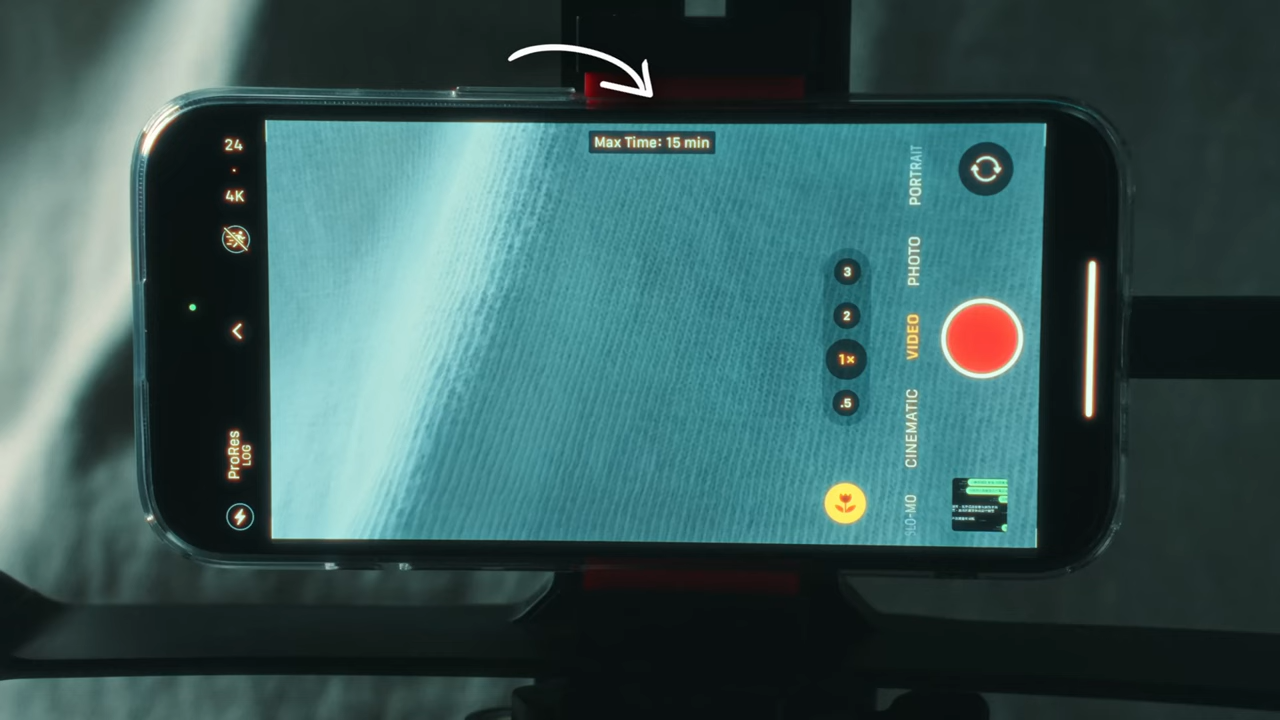 24
4K
ProRes
LOG
Max Time: 15 min
3
2
1×
.5
PORTRAIT
PHOTO
VIDEO
CINEMATIC
SLO-MO